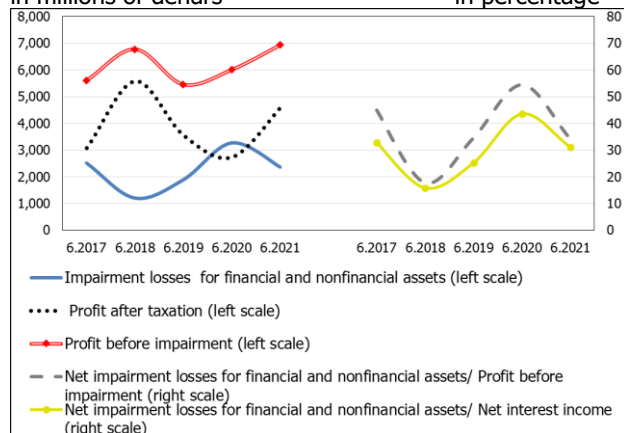 in millions of denars in percentage
8,000 80
7,000 70
6,000 60
5,000 50
4,000 40
3,000 30
2,000 20
1,000 10
0 0
6.2017 6.2018 6.2019 6.2020 6.2021 6.2017 6.2018 6.2019 6.2020 6.2021
Impairment losses for financial and nonfinancial assets (left scale)
Profit after taxation (left scale)
Profit before impairment (left scale)
Net impairment losses for financial and nonfinancial assets/ Profit before
impairment (right scale)
Net impairment losses for financial and nonfinancial assets/ Net interest income
(right scale)